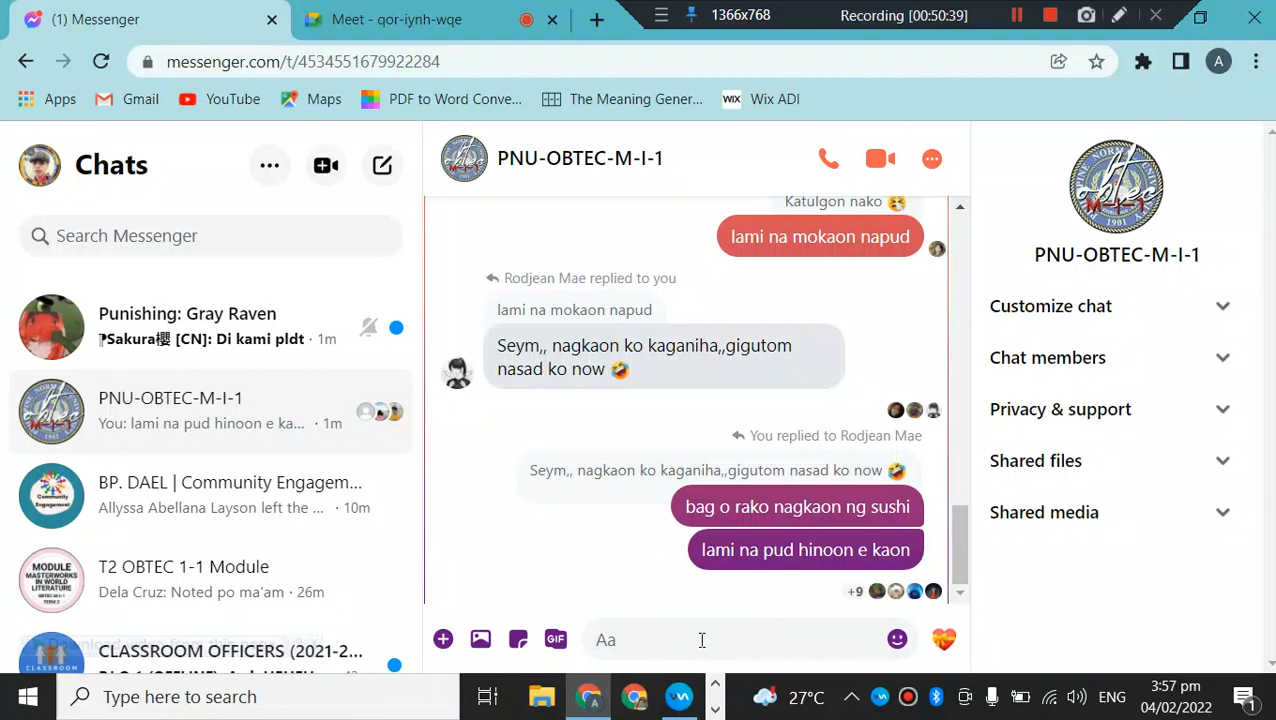 (1) Messenger
Meet - qor-iynh-wqe
1366x768
Recording [00:50:39]
messenger.com/t/4534551679922284
A
Apps
Gmail
YouTube
Maps
PDF to Word Conve...
The Meaning Gener...
WIX
Wix ADI
Chats
Search Messenger
Punishing: Gray Raven
Sakura櫻 [CN]: Di kami pldt · 1m
PNU-OBTEC-M-I-1
You: lami na pud hinoon e ka... · 1m
BP. DAEL | Community Engagem...
Allyssa Abellana Layson left the ... · 10m
T2 OBTEC 1-1 Module
Dela Cruz: Noted po ma'am · 26m
CLASSROOM OFFICERS (2021-2...
PNU-OBTEC-M-I-1
Katulgon nako 🤧
lami na mokaon napud
Rodjean Mae replied to you
lami na mokaon napud
Seym,, nagkaon ko kaganiha,,gigutom
nasad ko now 🤣
You replied to Rodjean Mae
Seym,, nagkaon ko kaganiha,,gigutom nasad ko now 🤣
bag o rako nagkaon ng sushi
lami na pud hinoon e kaon
+9
GIF
Aa
M-I-1
1901
PNU-OBTEC-M-I-1
Customize chat
Chat members
Privacy & support
Shared files
Shared media
Type here to search
27°C
ENG
3:57 pm
04/02/2022
1